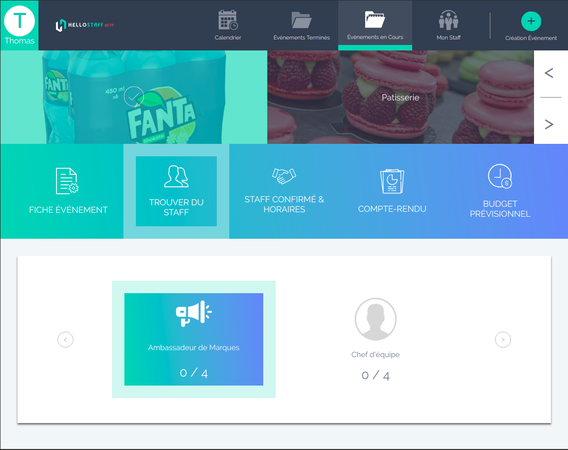 T
Thomas
HELLOSTAFF
Calendrier
Événements Terminés
Événements en Cours
Mon Staff
Création Événement
450 ml
x4
FANTA
Patisserie
FICHE ÉVÉNEMENT
TROUVER DU
STAFF
STAFF CONFIRMÉ &
HORAIRES
COMPTE-RENDU
BUDGET
PRÉVISIONNEL
Ambassadeur de Marques
0 / 4
Chef d'équipe
0 / 4